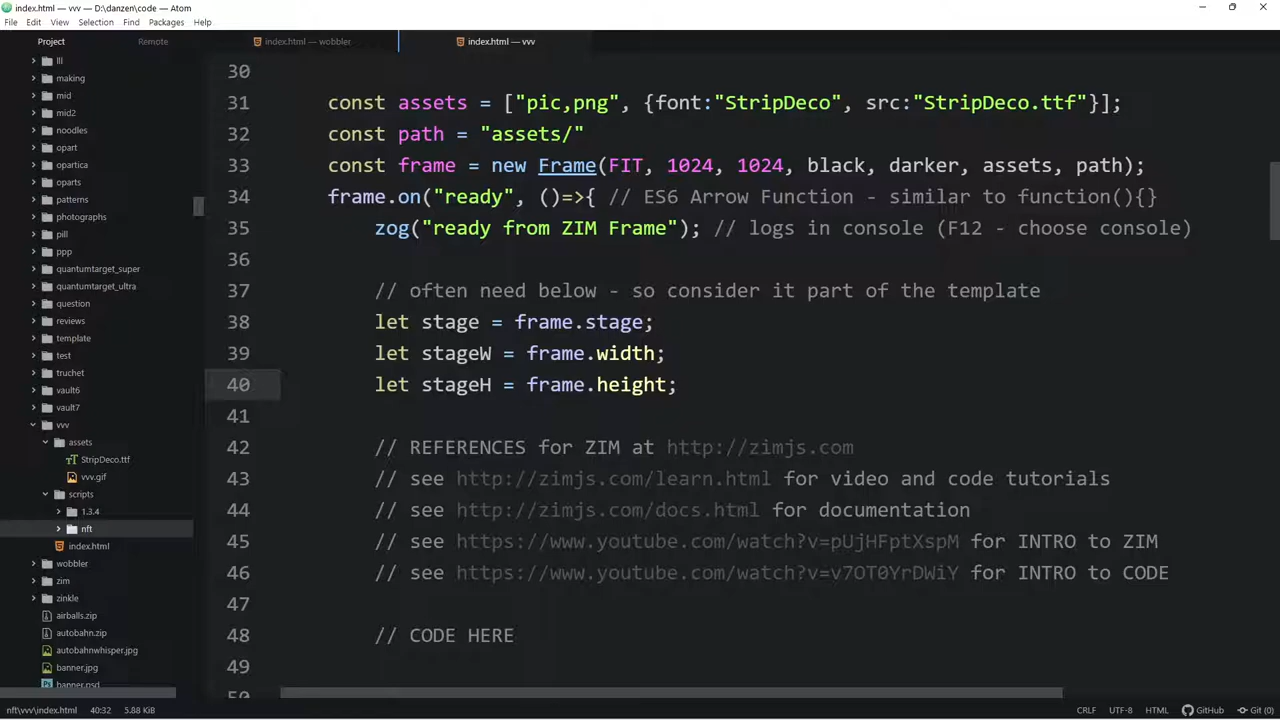 index.html — vvv — D:\danzen\code — Atom
File Edit View Selection Find Packages Help
Project Remote
index.html — wobbler
index.html — vvv
lll
making
mid
mid2
noodles
opart
opartica
oparts
patterns
photographs
pill
ppp
quantumtarget_super
quantumtarget_ultra
question
reviews
template
test
truchet
vault6
vault7
vvv
assets
StripDeco.ttf
vvv.gif
scripts
1.3.4
nft
index.html
wobbler
zim
zinkle
airballs.zip
autobahn.zip
autobahnwhisper.jpg
banner.jpg
banner.psd
30
31 const assets = ["pic,png", {font:"StripDeco", src:"StripDeco.ttf"}];
32 const path = "assets/"
33 const frame = new Frame(FIT, 1024, 1024, black, darker, assets, path);
34 frame.on("ready", ()=>{ // ES6 Arrow Function - similar to function(){}
35 zog("ready from ZIM Frame"); // logs in console (F12 - choose console)
36
37 // often need below - so consider it part of the template
38 let stage = frame.stage;
39 let stageW = frame.width;
40 let stageH = frame.height;
41
42 // REFERENCES for ZIM at http://zimjs.com
43 // see http://zimjs.com/learn.html for video and code tutorials
44 // see http://zimjs.com/docs.html for documentation
45 // see https://www.youtube.com/watch?v=pUjHFptXspM for INTRO to ZIM
46 // see https://www.youtube.com/watch?v=v7OT0YrDWiY for INTRO to CODE
47
48 // CODE HERE
49
50
nft\vvv\index.html 40:32 5.88 KiB CRLF UTF-8 HTML GitHub Git (0)